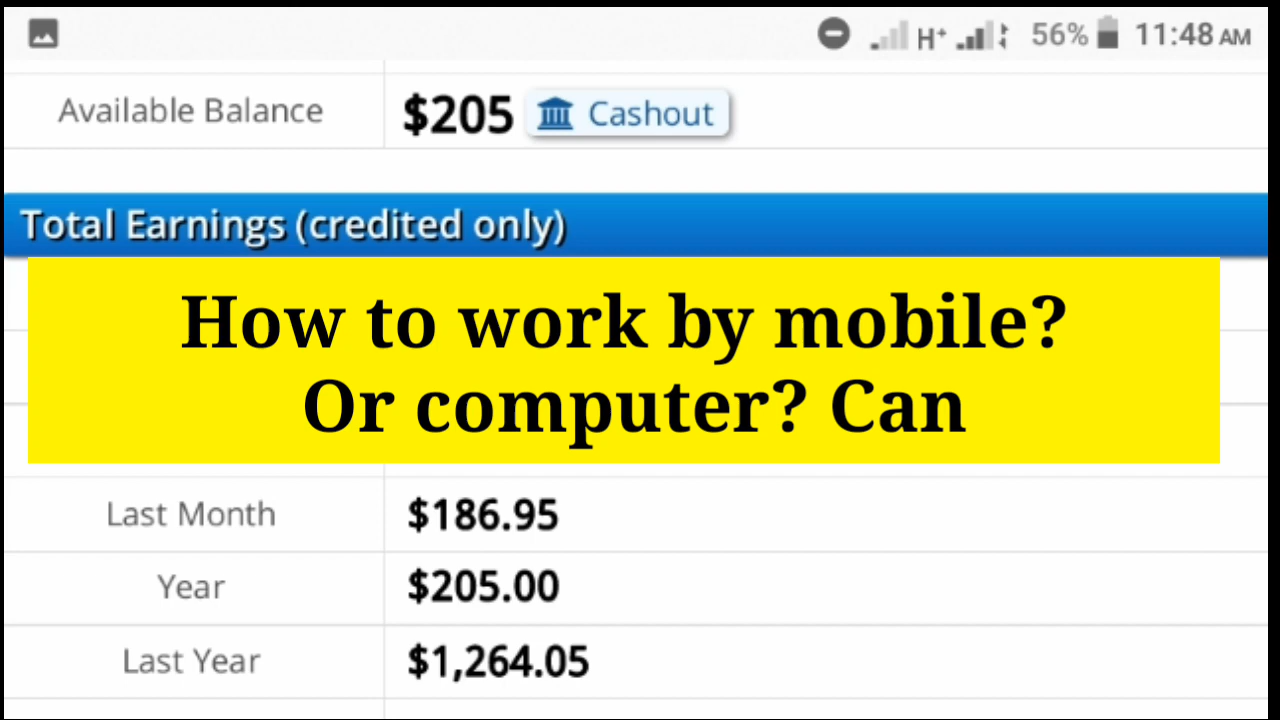 H+ 56% 11:48 AM
Available Balance $205 Cashout
Total Earnings (credited only)
How to work by mobile?
Or computer? Can
Last Month $186.95
Year $205.00
Last Year $1,264.05